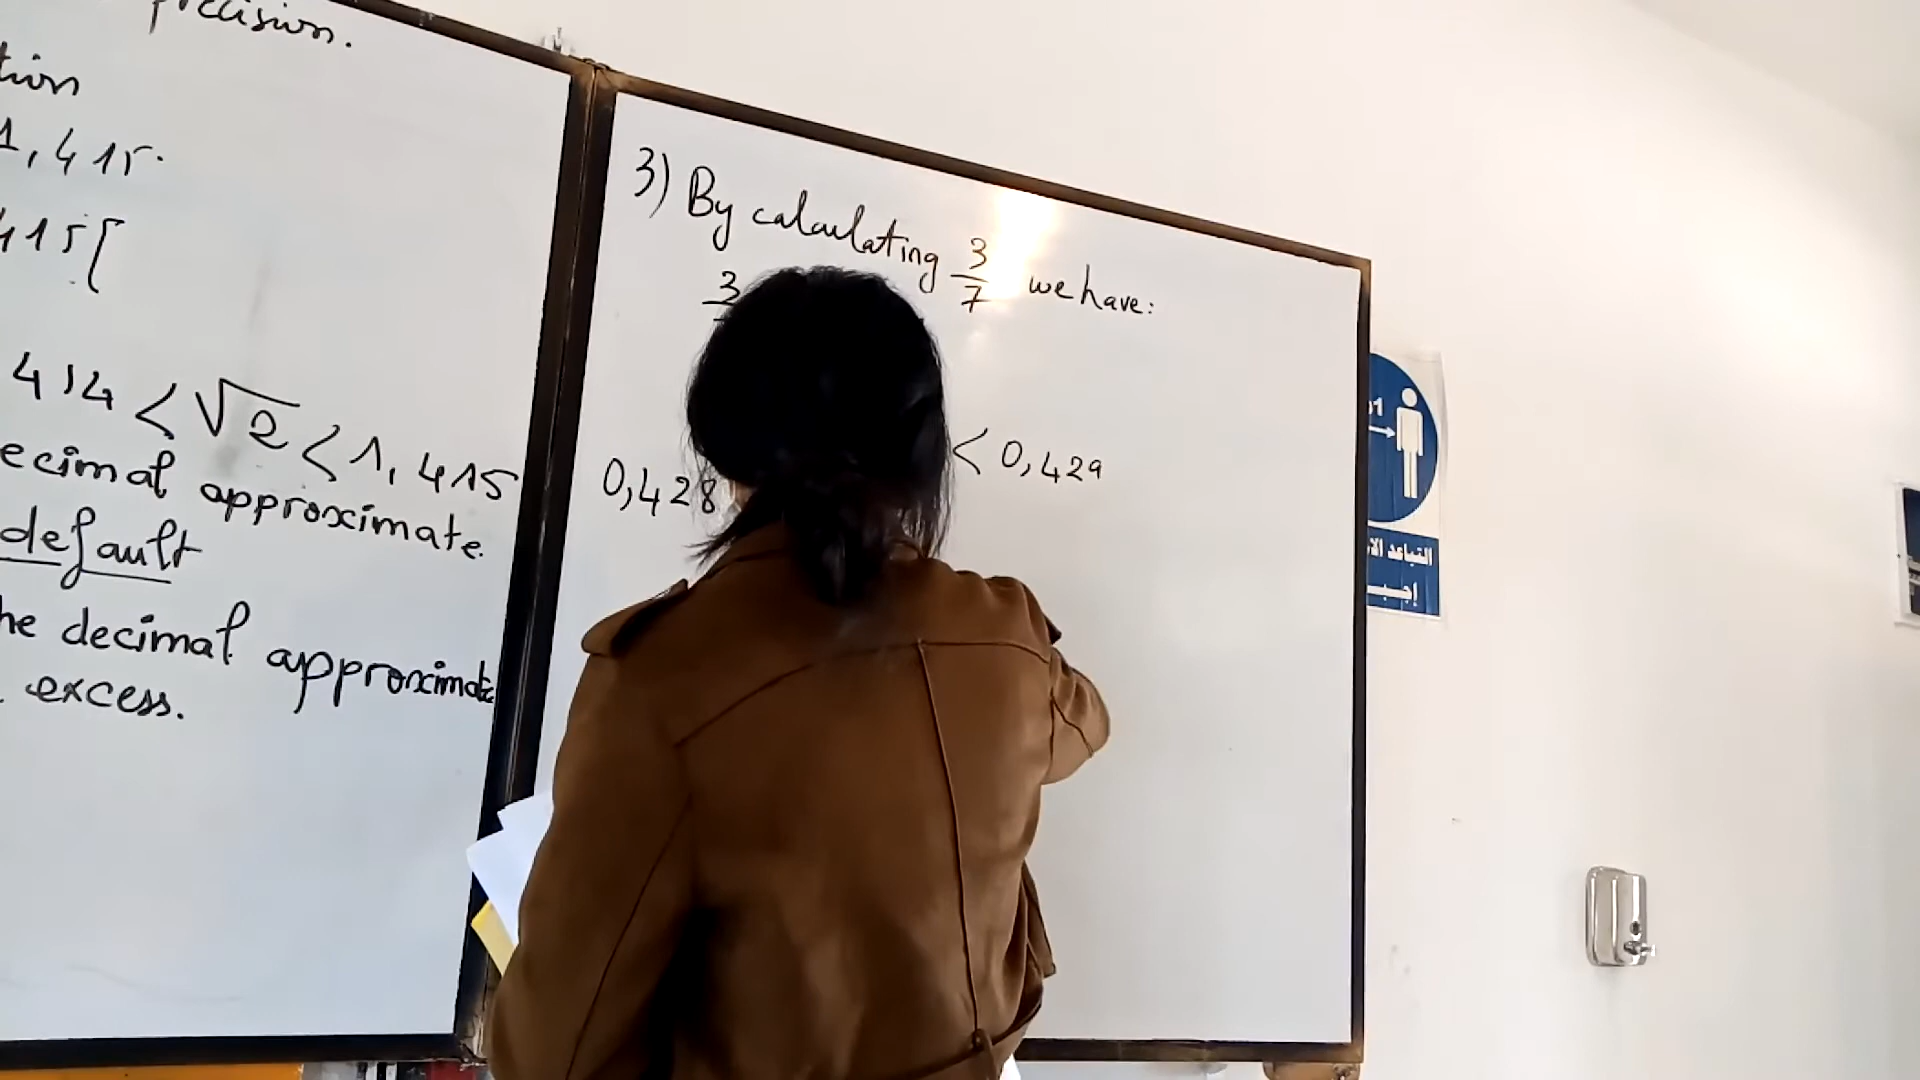 precision.
tion
1,415.
415[
414 < √2 < 1,415
ecimal approximate.
default
he decimal approximate
excess.
3) By calculating 3/7 we have:
3
0,428 < 0,429
التباعد الا